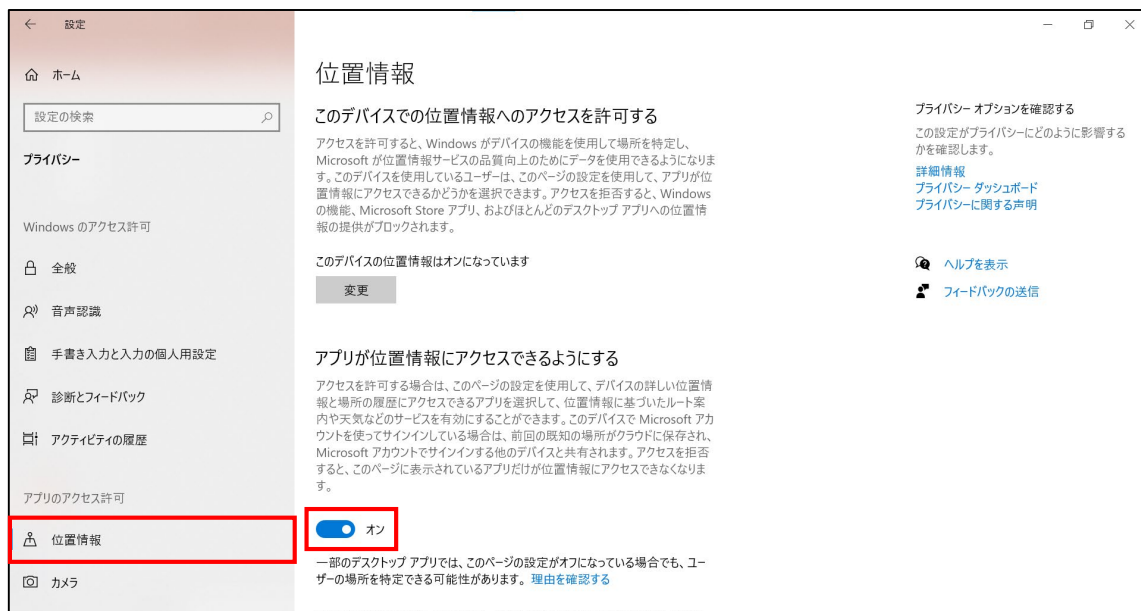 設定
ホーム
設定の検索
プライバシー
Windows のアクセス許可
全般
音声認識
手書き入力と入力の個人用設定
診断とフィードバック
アクティビティの履歴
アプリのアクセス許可
位置情報
カメラ
位置情報
このデバイスでの位置情報へのアクセスを許可する
アクセスを許可すると、Windows がデバイスの機能を使用して場所を特定し、
Microsoft が位置情報サービスの品質向上のためにデータを使用できるようになりま
す。このデバイスを使用しているユーザーは、このページの設定を使用して、アプリが位
置情報にアクセスできるかどうかを選択できます。アクセスを拒否すると、Windows
の機能、Microsoft Store アプリ、およびほとんどのデスクトップ アプリへの位置情
報の提供がブロックされます。
このデバイスの位置情報はオンになっています
変更
アプリが位置情報にアクセスできるようにする
アクセスを許可する場合は、このページの設定を使用して、デバイスの詳しい位置情
報と場所の履歴にアクセスできるアプリを選択して、位置情報に基づいたルート案
内や天気などのサービスを有効にすることができます。このデバイスで Microsoft アカ
ウントを使ってサインインしている場合は、前回の既知の場所がクラウドに保存され、
Microsoft アカウントでサインインする他のデバイスと共有されます。アクセスを拒否
すると、このページに表示されているアプリだけが位置情報にアクセスできなくなりま
す。
オン
一部のデスクトップ アプリでは、このページの設定がオフになっている場合でも、ユー
ザーの場所を特定できる可能性があります。理由を確認する
プライバシー オプションを確認する
この設定がプライバシーにどのように影響する
かを確認します。
詳細情報
プライバシー ダッシュボード
プライバシーに関する声明
ヘルプを表示
フィードバックの送信